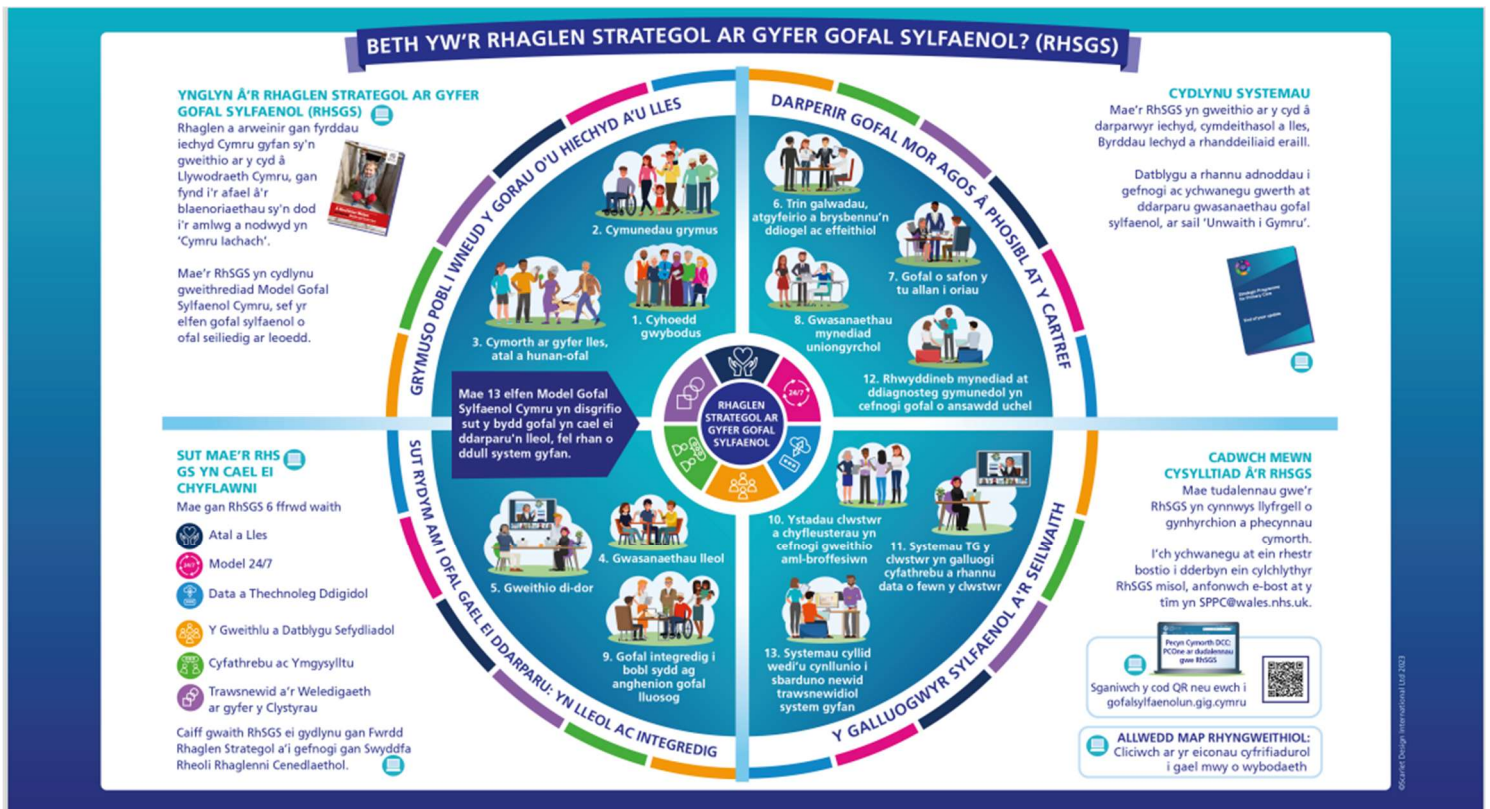 BETH YW'R RHAGLEN STRATEGOL AR GYFER GOFAL SYLFAENOL? (RHSGS)
YNGLYN Â'R RHAGLEN STRATEGOL AR GYFER
GOFAL SYLFAENOL (RHSGS)
Rhaglen a arweinir gan fyrddau
iechyd Cymru gyfan sy'n
gweithio ar y cyd â
Llywodraeth Cymru, gan
fynd i'r afael â'r
blaenoriaethau sy'n dod
i'r amlwg a nodwyd yn
'Cymru Iachach'.
Mae'r RhSGS yn cydlynu
gweithrediad Model Gofal
Sylfaenol Cymru, sef yr
elfen gofal sylfaenol o
ofal seiliedig ar leoedd.
GRYMUSO POBL I WNEUD Y GORAU O'U HIECHYD A'U LLES
2. Cymunedau grymus
3. Cymorth ar gyfer lles,
atal a hunan-ofal
1. Cyhoedd
gwybodus
Mae 13 elfen Model Gofal
Sylfaenol Cymru yn disgrifio
sut y bydd gofal yn cael ei
ddarparu'n lleol, fel rhan o
ddull system gyfan.
DARPERIR GOFAL MOR AGOS Â PHOSIBL AT Y CARTREF
6. Trin galwadau,
atgyfeirio a brysbennu'n
ddiogel ac effeithiol
7. Gofal o safon y
tu allan i oriau
8. Gwasanaethau
mynediad
uniongyrchol
12. Rhwyddineb mynediad at
ddiagnosteg gymunedol yn
cefnogi gofal o ansawdd uchel
24/7
RHAGLEN
STRATEGOL AR
GYFER GOFAL
SYLFAENOL
CYDLYNU SYSTEMAU
Mae'r RhSGS yn gweithio ar y cyd â
darparwyr iechyd, cymdeithasol a lles,
Byrddau Iechyd a rhanddeiliaid eraill.
Datblygu a rhannu adnoddau i
gefnogi ac ychwanegu gwerth at
ddarparu gwasanaethau gofal
sylfaenol, ar sail 'Unwaith i Gymru'.
Strategic Programme
for Primary Care
SUT MAE'R RHS
GS YN CAEL EI
CHYFLAWNI
Mae gan RhSGS 6 ffrwd waith
Atal a Lles
24/7
Model 24/7
Data a Thechnoleg Ddigidol
Y Gweithlu a Datblygu Sefydliadol
Cyfathrebu ac Ymgysylltu
Trawsnewid a'r Weledigaeth
ar gyfer y Clystyrau
Caiff gwaith RhSGS ei gydlynu gan Fwrdd
Rhaglen Strategol a'i gefnogi gan Swyddfa
Rheoli Rhaglenni Cenedlaethol.
SUT RYDYM AM I OFAL GAEL EI DDARPARU: YN LLEOL AC INTEGREDIG
4. Gwasanaethau lleol
5. Gweithio di-dor
9. Gofal integredig i
bobl sydd ag
anghenion gofal
lluosog
Y GALLUOGWYR SYLFAENOL A'R SEILWAITH
10. Ystadau clwstwr
a chyfleusterau yn
cefnogi gweithio
aml-broffesiwn
11. Systemau TG y
clwstwr yn galluogi
cyfathrebu a rhannu
data o fewn y clwstwr
13. Systemau cyllid
wedi'u cynllunio i
sbarduno newid
trawsnewidiol
system gyfan
CADWCH MEWN
CYSYLLTIAD Â'R RHSGS
Mae tudalennau gwe'r
RhSGS yn cynnwys llyfrgell o
gynhyrchion a phecynnau
cymorth.
I'ch ychwanegu at ein rhestr
bostio i dderbyn ein cylchlythyr
RhSGS misol, anfonwch e-bost at y
tîm yn SPPC@wales.nhs.uk.
Pecyn Cymorth DCC:
PCOne ar dudalennau
gwe RhSGS
Sganiwch y cod QR neu ewch i
gofalsylfaenolun.gig.cymru
ALLWEDD MAP RHYNGWEITHIOL:
Cliciwch ar yr eiconau cyfrifiadurol
i gael mwy o wybodaeth
©Scarlet Design International Ltd 2023